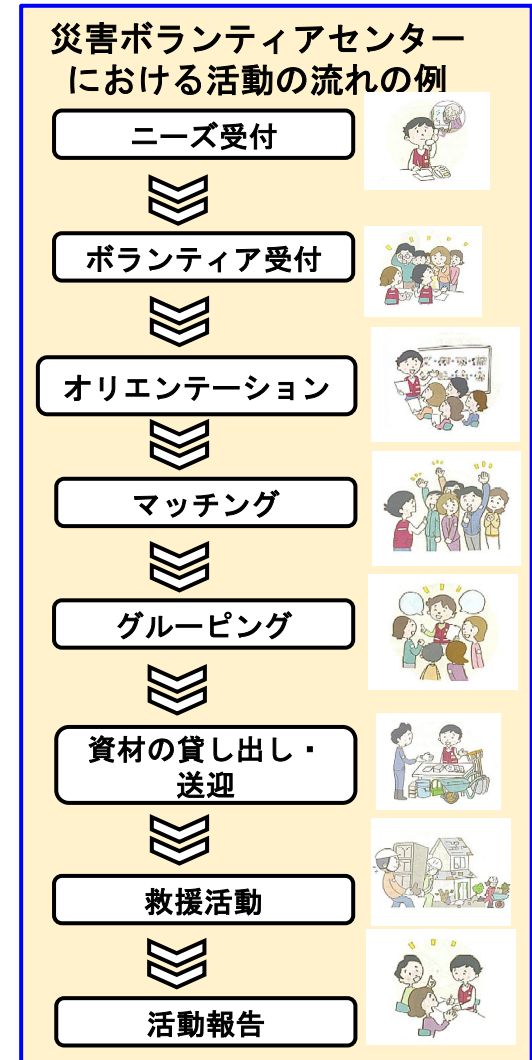 災害ボランティアセンター
における活動の流れの例
ニーズ受付
ボランティア受付
オリエンテーション
マッチング
グルーピング
資材の貸し出し・
送迎
救援活動
活動報告